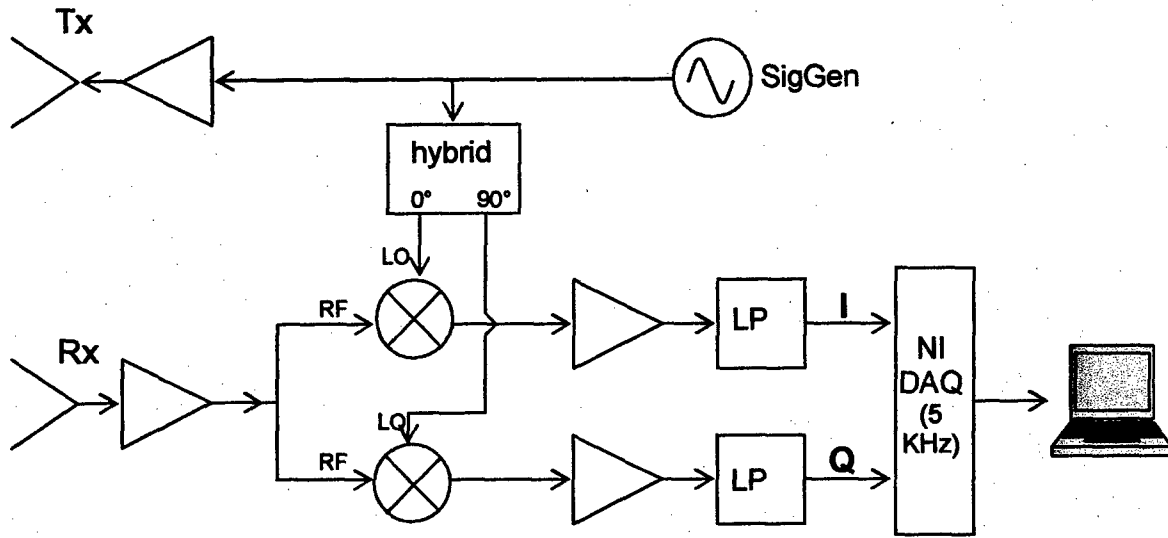 Tx
SigGen
hybrid
0° 90°
LO
RF
LP
I
Rx
NI
DAQ
(5
KHz)
LO
RF
LP
Q